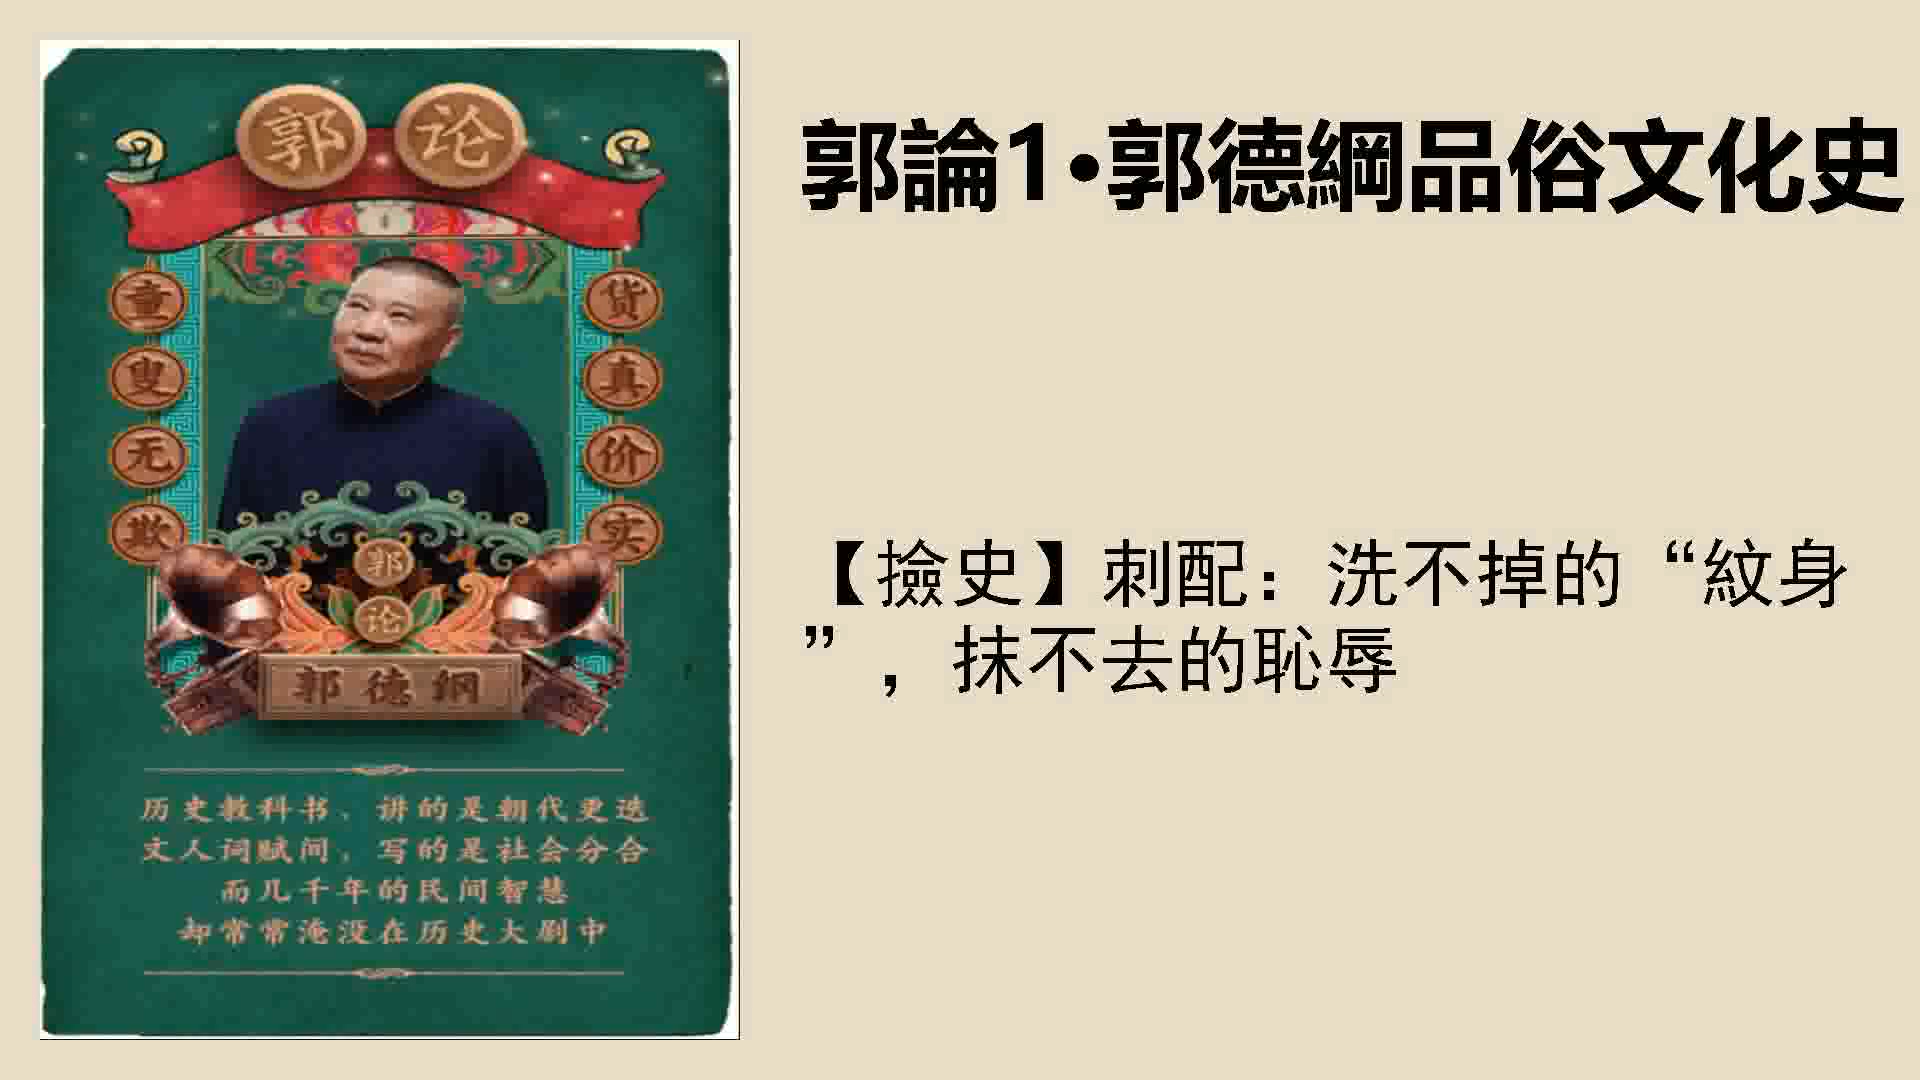 郭论
童叟无欺
货真价实
郭
论
郭德纲
历史教科书，讲的是朝代更迭
文人词赋间，写的是社会分合
而几千年的民间智慧
却常常淹没在历史大剧中
郭論1·郭德綱品俗文化史
【撿史】刺配：洗不掉的“紋身
”，抹不去的恥辱